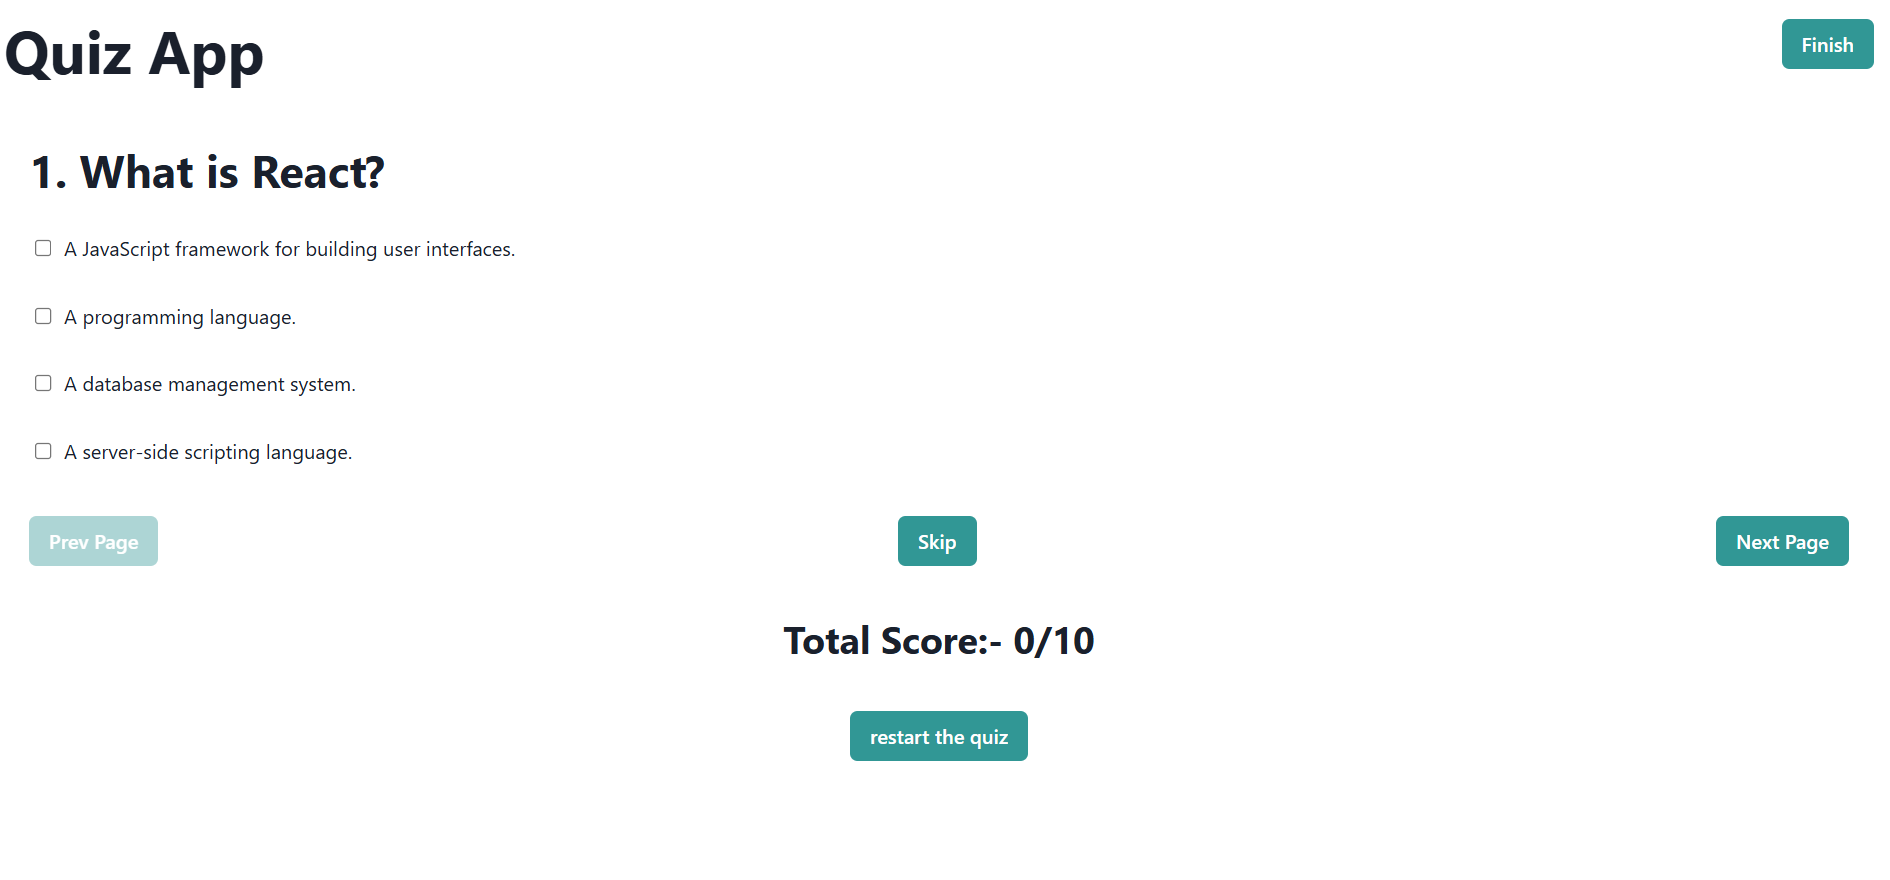 Quiz App
Finish
1. What is React?
A JavaScript framework for building user interfaces.
A programming language.
A database management system.
A server-side scripting language.
Prev Page
Skip
Next Page
Total Score:- 0/10
restart the quiz